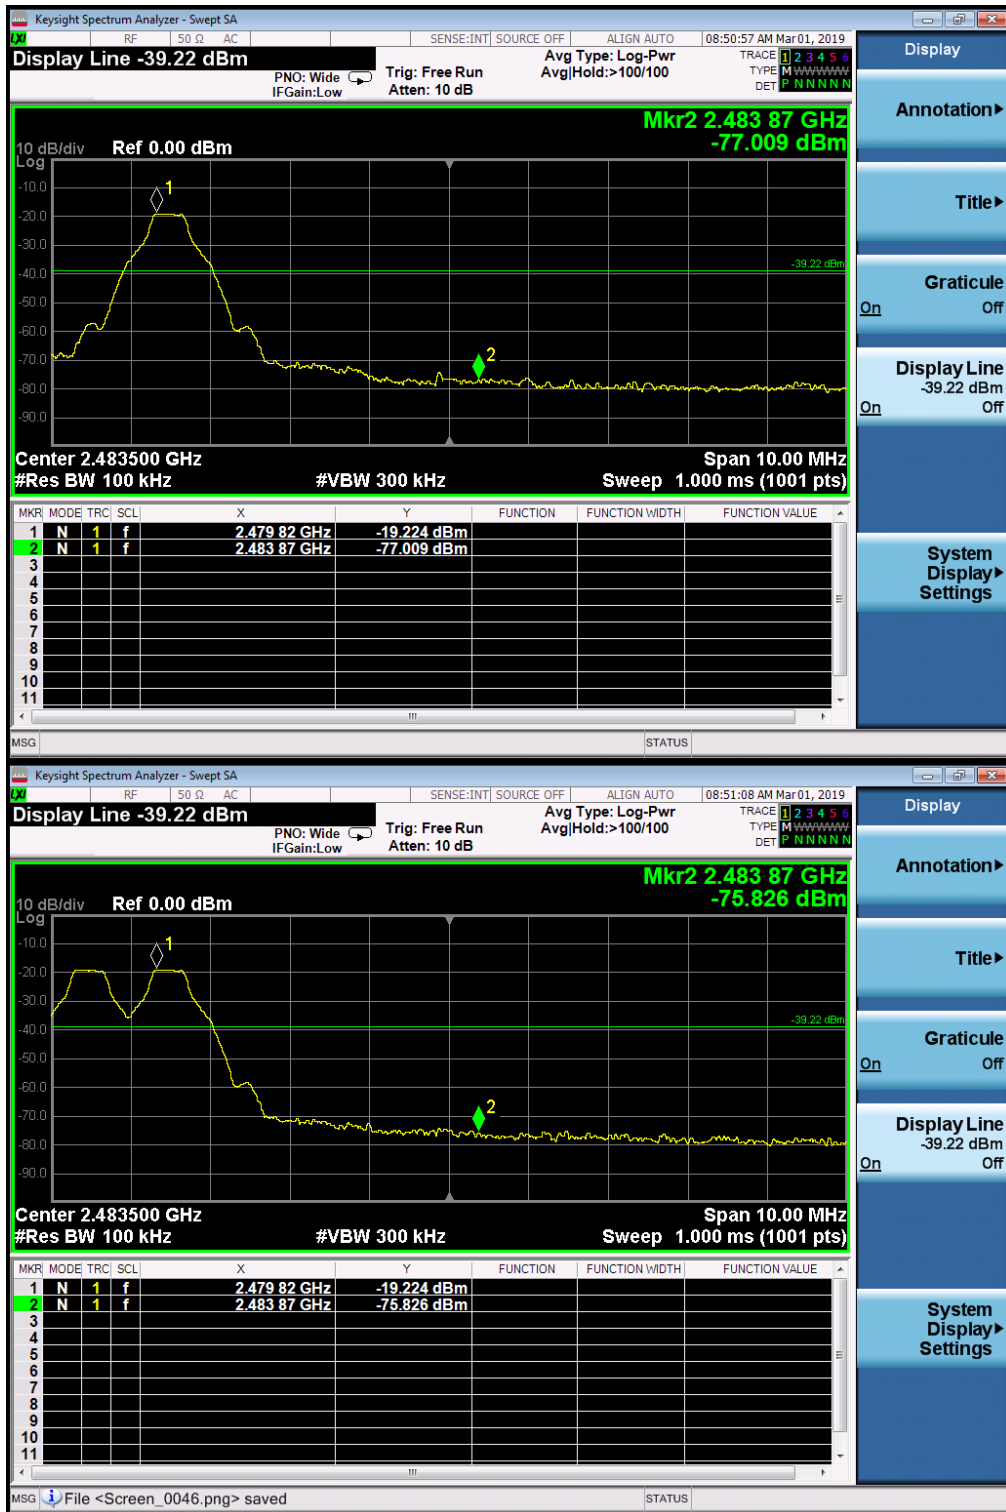 Keysight Spectrum Analyzer - Swept SA
LXI RF 50 Ω AC SENSE:INT SOURCE OFF ALIGN AUTO 08:50:57 AM Mar 01, 2019
Display Line -39.22 dBm
PNO: Wide
IFGain:Low
Trig: Free Run
Atten: 10 dB
Avg Type: Log-Pwr
Avg|Hold:>100/100
TRACE 1 2 3 4 5 6
TYPE M WWWWW
DET P N N N N N
Mkr2 2.483 87 GHz
-77.009 dBm
10 dB/div Ref 0.00 dBm
Log
-10.0
-20.0
-30.0
-40.0
-50.0
-60.0
-70.0
-80.0
-90.0
1
-39.22 dBm
2
Center 2.483500 GHz Span 10.00 MHz
#Res BW 100 kHz #VBW 300 kHz Sweep 1.000 ms (1001 pts)
MKR MODE TRC SCL X Y FUNCTION FUNCTION WIDTH FUNCTION VALUE
1 N 1 f 2.479 82 GHz -19.224 dBm
2 N 1 f 2.483 87 GHz -77.009 dBm
3
4
5
6
7
8
9
10
11
MSG STATUS
Display
Annotation
Title
Graticule
On Off
Display Line
-39.22 dBm
On Off
System
Display
Settings
Keysight Spectrum Analyzer - Swept SA
LXI RF 50 Ω AC SENSE:INT SOURCE OFF ALIGN AUTO 08:51:08 AM Mar 01, 2019
Display Line -39.22 dBm
PNO: Wide
IFGain:Low
Trig: Free Run
Atten: 10 dB
Avg Type: Log-Pwr
Avg|Hold:>100/100
TRACE 1 2 3 4 5 6
TYPE M WWWWW
DET P N N N N N
Mkr2 2.483 87 GHz
-75.826 dBm
10 dB/div Ref 0.00 dBm
Log
-10.0
-20.0
-30.0
-40.0
-50.0
-60.0
-70.0
-80.0
-90.0
1
-39.22 dBm
2
Center 2.483500 GHz Span 10.00 MHz
#Res BW 100 kHz #VBW 300 kHz Sweep 1.000 ms (1001 pts)
MKR MODE TRC SCL X Y FUNCTION FUNCTION WIDTH FUNCTION VALUE
1 N 1 f 2.479 82 GHz -19.224 dBm
2 N 1 f 2.483 87 GHz -75.826 dBm
3
4
5
6
7
8
9
10
11
MSG File <Screen_0046.png> saved STATUS
Display
Annotation
Title
Graticule
On Off
Display Line
-39.22 dBm
On Off
System
Display
Settings